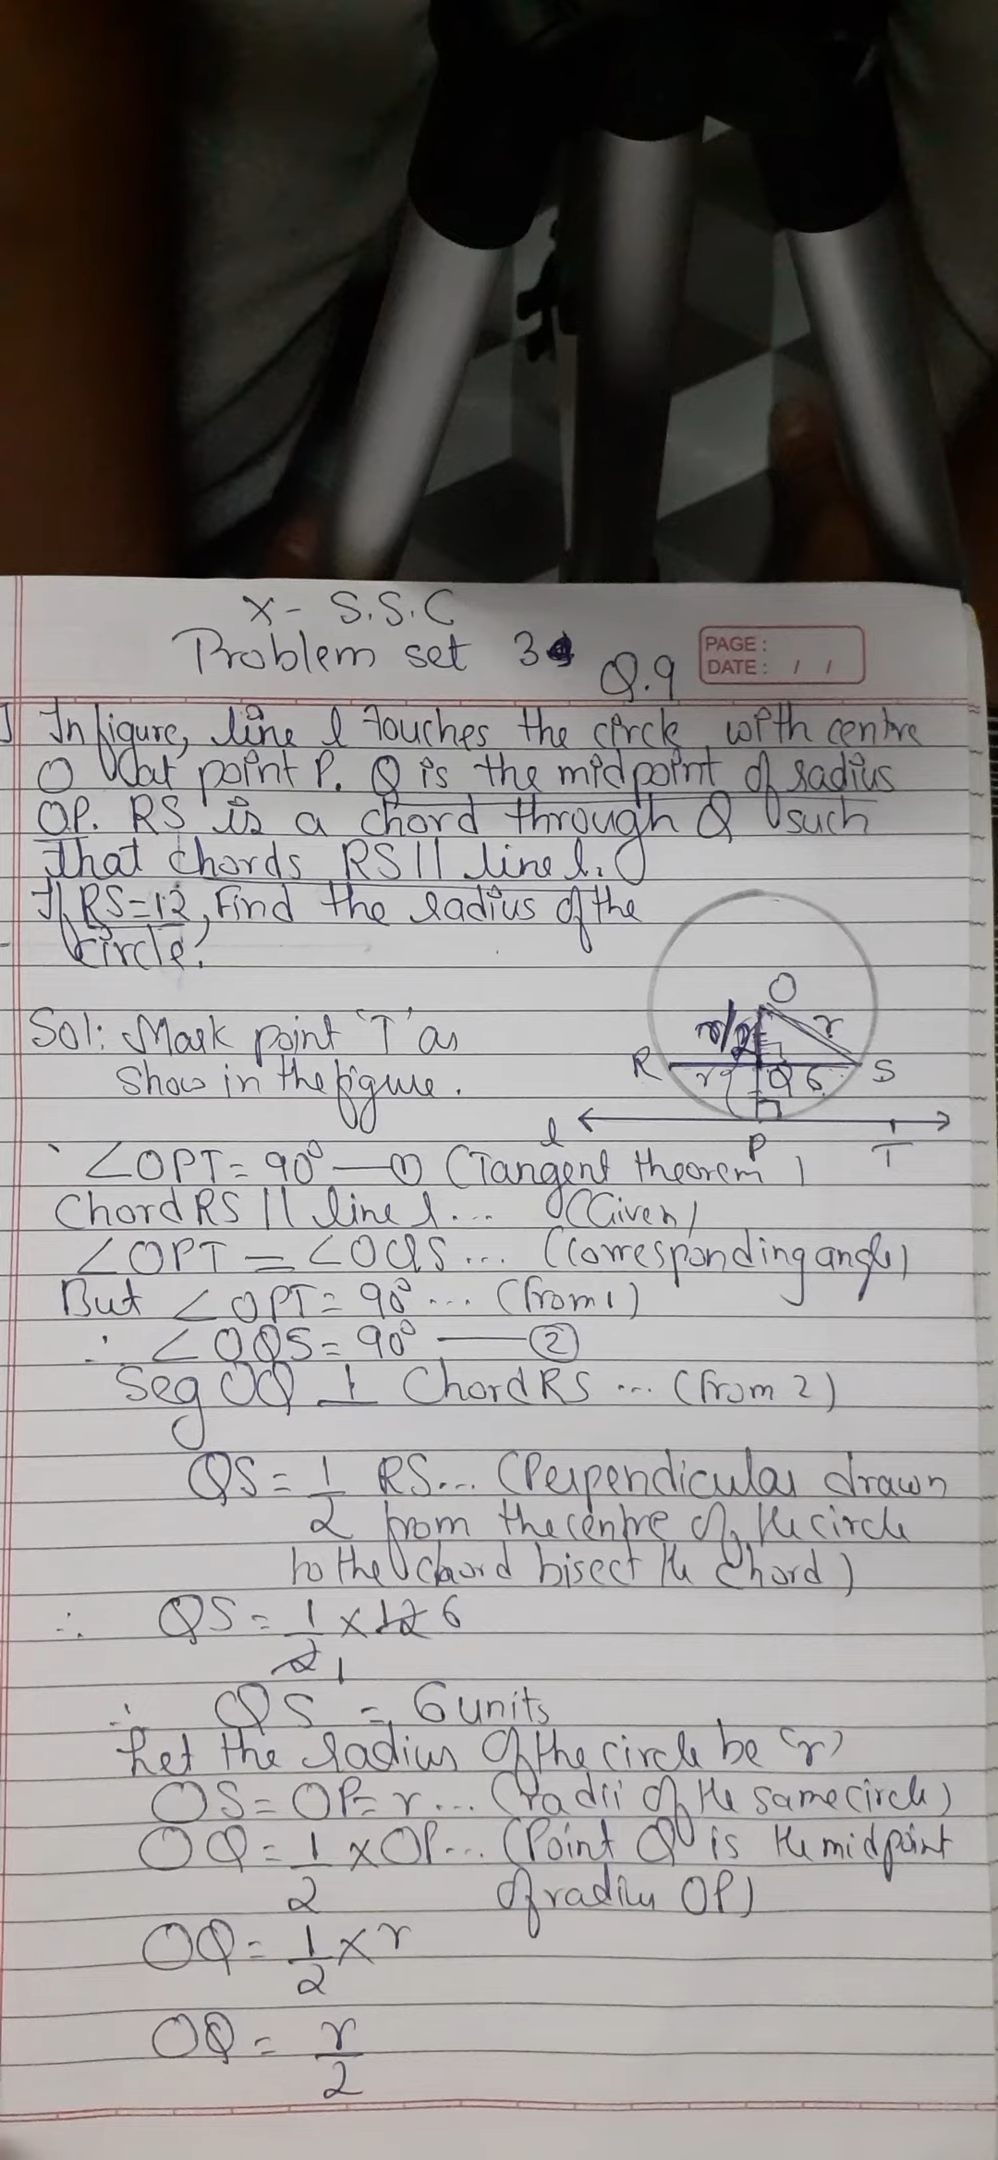 X- S.S.C
Problem set 3
Q.9
PAGE :
DATE : / /
In figure, line l touches the circle with centre
O at point P. Q is the midpoint of radius
OP. RS is a chord through Q such
that chords RS || line l.
If RS=12, Find the radius of the
circle?
Sol: Mark point 'T' as
show in the figure.
O
r/2
r
R
Q
6
S
l
P
T
∠OPT = 90° — ① (Tangent theorem)
Chord RS || line l ... (Given)
∠OPT = ∠OQS ... (corresponding angle)
But ∠OPT = 90° ... (from 1)
∴ ∠OQS = 90° — ②
Seg OQ ⊥ Chord RS ... (from 2)
QS = 1/2 RS ... (Perpendicular drawn
from the centre of the circle
to the chord bisect the chord)
∴ QS = 1/2 × 12 6
1
∴ QS = 6 units
Let the radius of the circle be 'r'
OS = OP = r ... (radii of the same circle)
OQ = 1/2 × OP ... (Point Q is the midpoint
of radius OP)
OQ = 1/2 × r
OQ = r/2